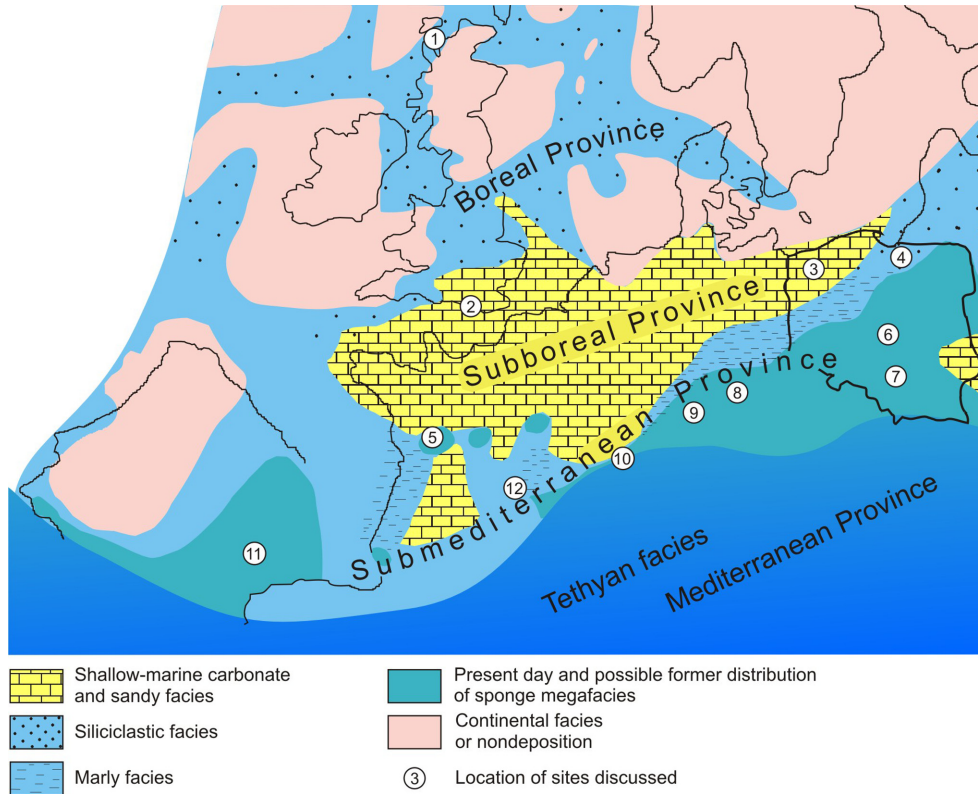 1
Boreal Province
4
3
2
Subboreal Province
6
7
8
9
5
10
12
Submediterranean Province
11
Tethyan facies
Mediterranean Province
Shallow-marine carbonate
and sandy facies
Siliciclastic facies
Marly facies
Present day and possible former distribution
of sponge megafacies
Continental facies
or nondeposition
3
Location of sites discussed